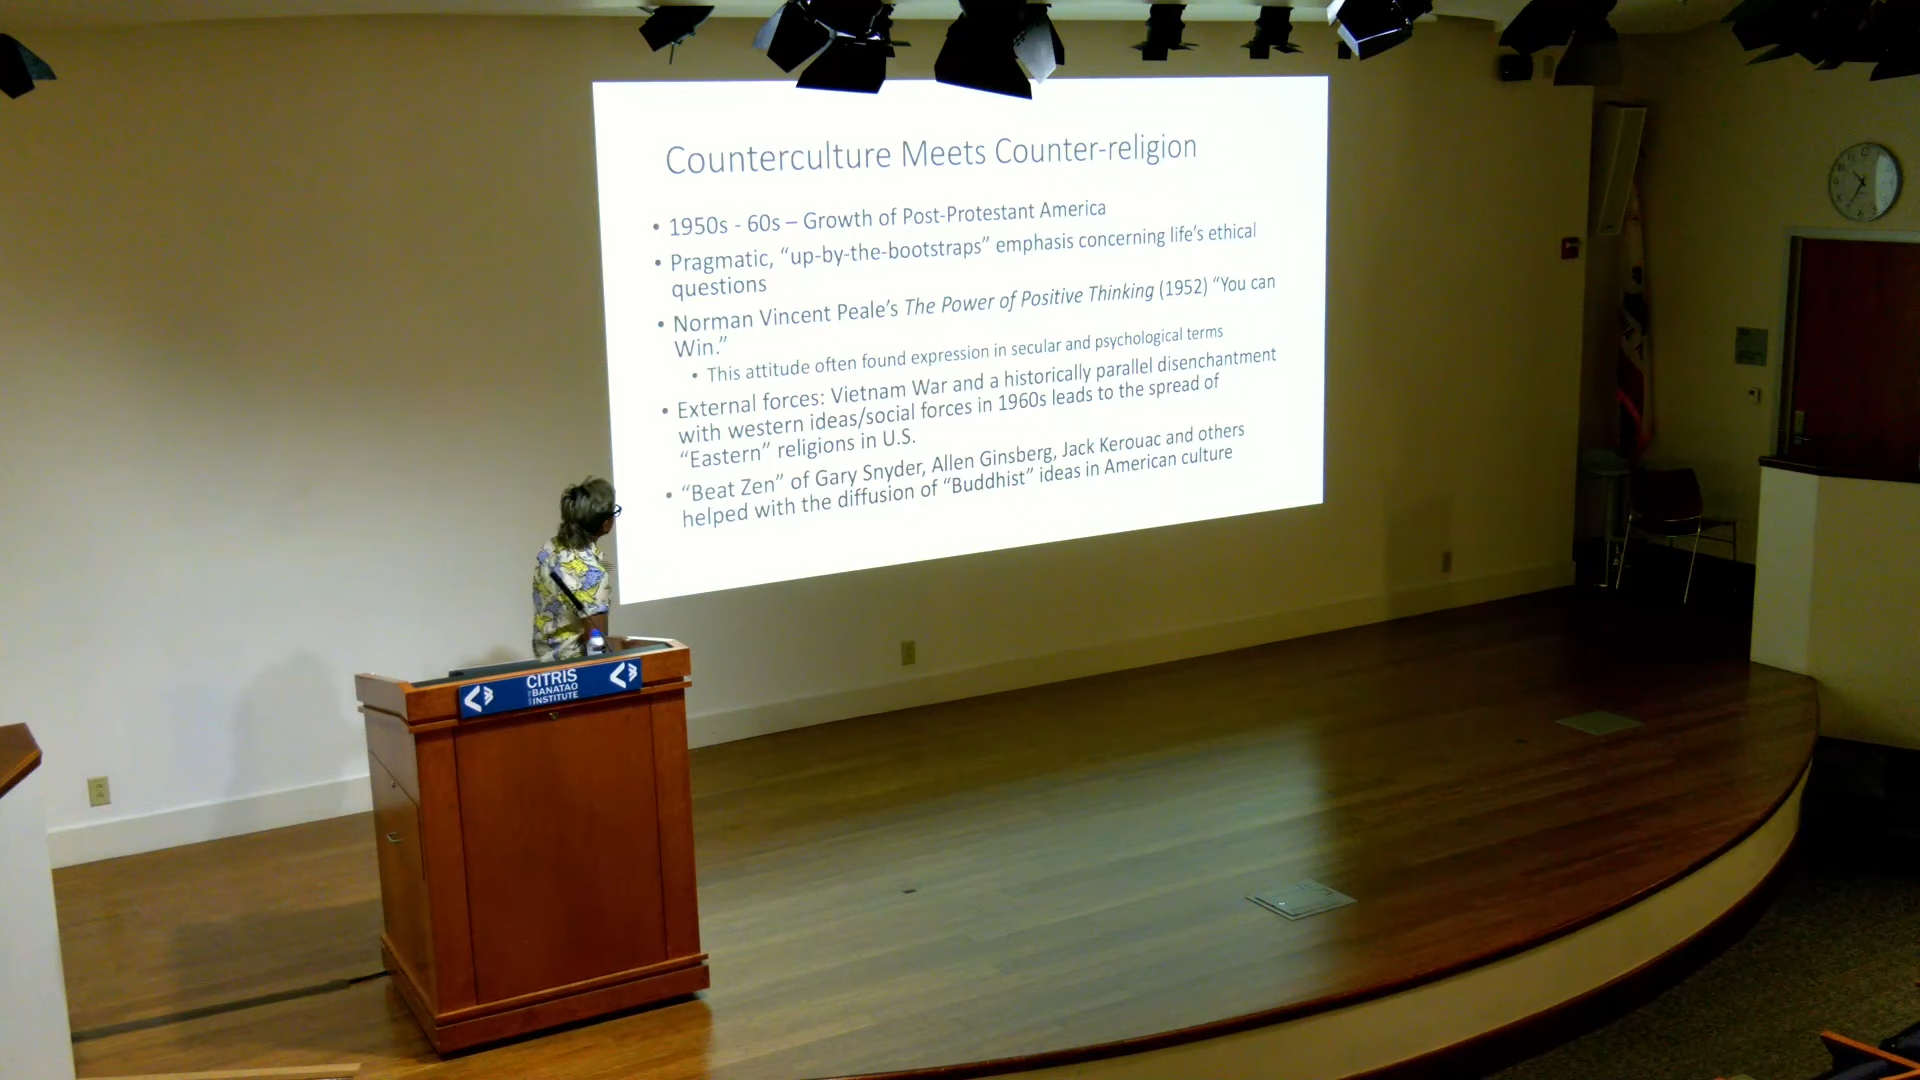 Counterculture Meets Counter-religion
• 1950s - 60s – Growth of Post-Protestant America
• Pragmatic, “up-by-the-bootstraps” emphasis concerning life’s ethical
questions
• Norman Vincent Peale’s The Power of Positive Thinking (1952) “You can
Win.”
• This attitude often found expression in secular and psychological terms
• External forces: Vietnam War and a historically parallel disenchantment
with western ideas/social forces in 1960s leads to the spread of
“Eastern” religions in U.S.
• “Beat Zen” of Gary Snyder, Allen Ginsberg, Jack Kerouac and others
helped with the diffusion of “Buddhist” ideas in American culture
CITRIS
BANATAO
INSTITUTE